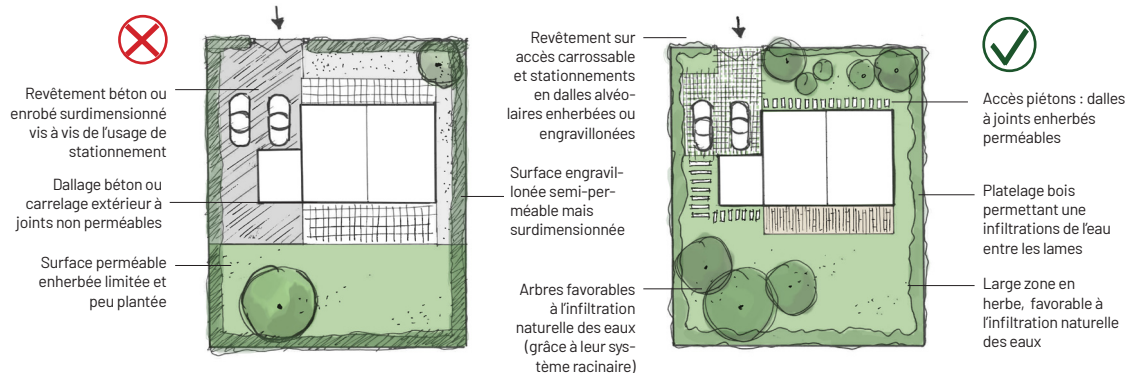 Revêtement béton ou
enrobé surdimensionné
vis à vis de l'usage de
stationnement
Dallage béton ou
carrelage extérieur à
joints non perméables
Surface perméable
enherbée limitée et
peu plantée
Revêtement sur
accès carrossable
et stationnements
en dalles alvéo-
laires enherbées ou
engravillonées
Surface engravil-
lonée semi-per-
méable mais
surdimensionnée
Arbres favorables
à l'infiltration
naturelle des eaux
(grâce à leur sys-
tème racinaire)
Accès piétons : dalles
à joints enherbés
perméables
Platelage bois
permettant une
infiltrations de l'eau
entre les lames
Large zone en
herbe, favorable à
l'infiltration naturelle
des eaux